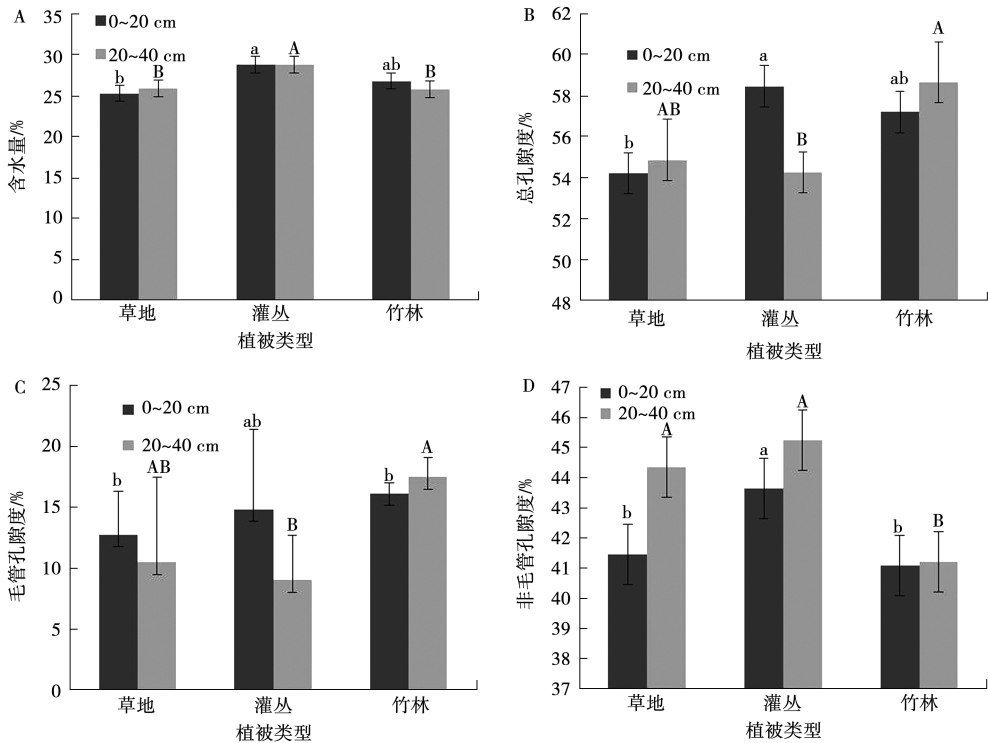 A
35
30
25
20
15
10
5
0
含水量/%
0~20 cm
20~40 cm
b
B
a
A
ab
B
草地
灌丛
竹林
植被类型
B
62
60
58
56
54
52
50
48
总孔隙度/%
0~20 cm
20~40 cm
b
AB
a
B
ab
A
草地
灌丛
竹林
植被类型
C
25
20
15
10
5
0
毛管孔隙度/%
0~20 cm
20~40 cm
b
AB
ab
B
b
A
草地
灌丛
竹林
植被类型
D
47
46
45
44
43
42
41
40
39
38
37
非毛管孔隙度/%
0~20 cm
20~40 cm
b
A
a
A
b
B
草地
灌丛
竹林
植被类型